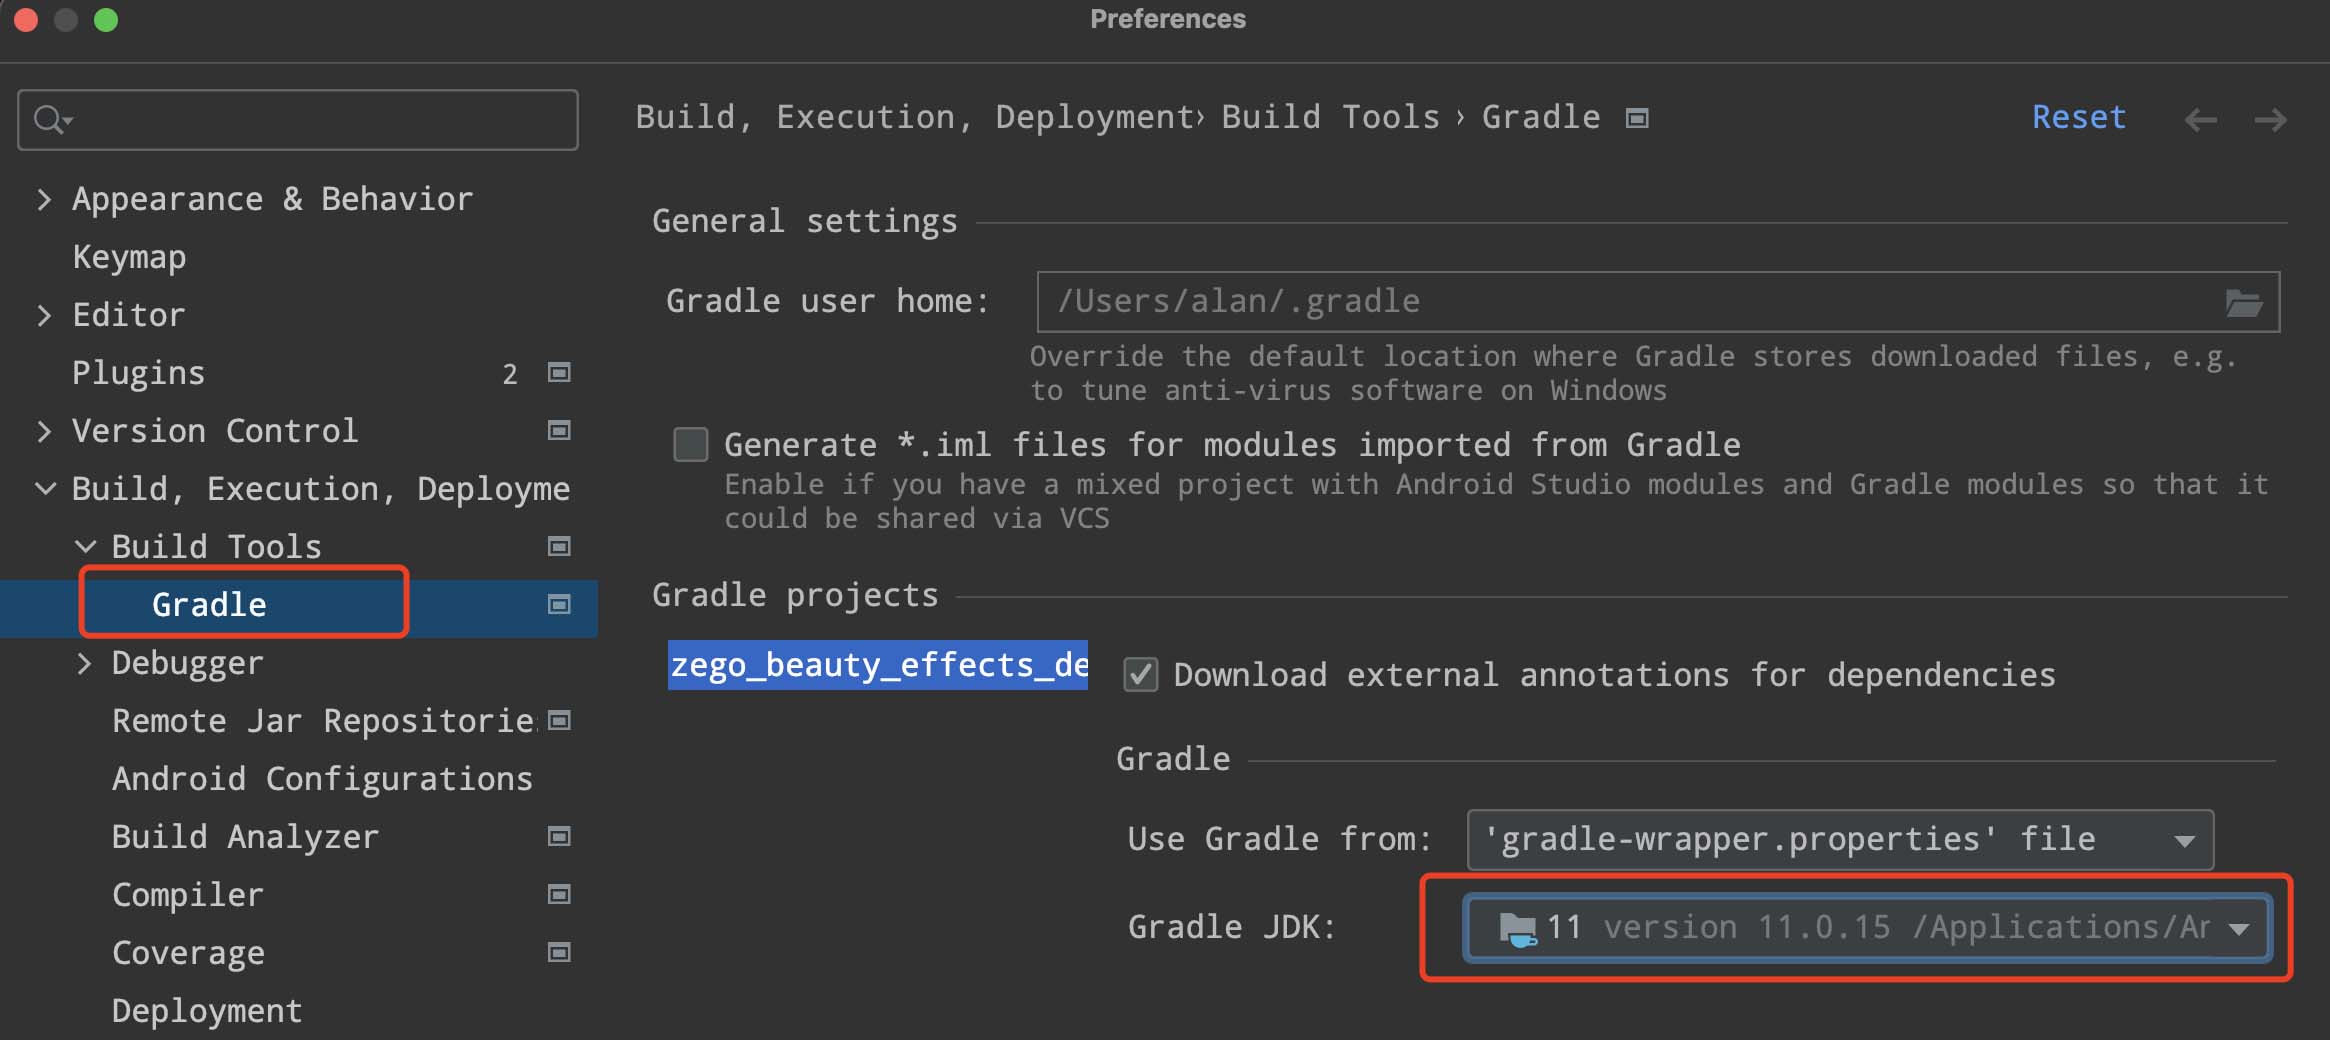 Preferences
Build, Execution, Deployment› Build Tools › Gradle
Reset
Appearance & Behavior
Keymap
Editor
Plugins 2
Version Control
Build, Execution, Deployme
Build Tools
Gradle
Debugger
Remote Jar Repositories
Android Configurations
Build Analyzer
Compiler
Coverage
Deployment
General settings
Gradle user home: /Users/alan/.gradle
Override the default location where Gradle stores downloaded files, e.g.
to tune anti-virus software on Windows
Generate *.iml files for modules imported from Gradle
Enable if you have a mixed project with Android Studio modules and Gradle modules so that it
could be shared via VCS
Gradle projects
zego_beauty_effects_de
Download external annotations for dependencies
Gradle
Use Gradle from: 'gradle-wrapper.properties' file
Gradle JDK: 11 version 11.0.15 /Applications/Ar